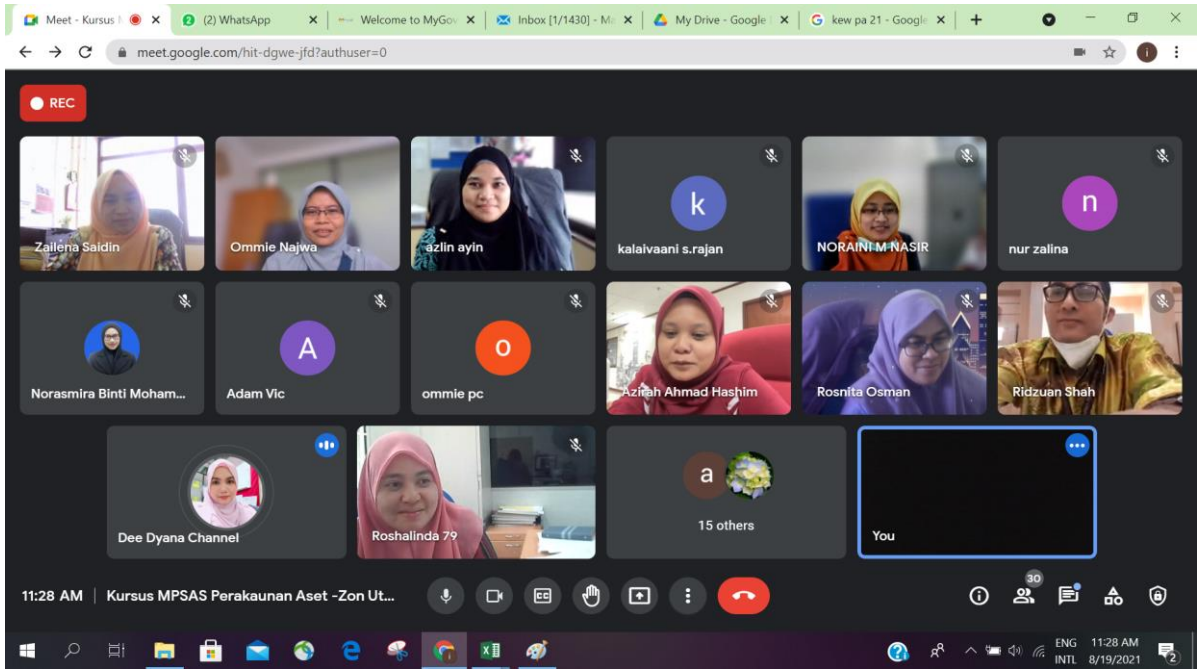 Meet - Kursus
(2) WhatsApp
Welcome to MyGov
Inbox [1/1430] - Mo
My Drive - Google
kew pa 21 - Google
meet.google.com/hit-dgwe-jfd?authuser=0
i
REC
Zailena Saidin
Ommie Najwa
azlin ayin
k
kalaivaani s.rajan
NORAINI M NASIR
n
nur zalina
Norasmira Binti Moham...
A
Adam Vic
o
ommie pc
Azirah Ahmad Hashim
Rosnita Osman
Ridzuan Shah
Dee Dyana Channel
Roshalinda 79
a
15 others
You
11:28 AM | Kursus MPSAS Perakaunan Aset -Zon Ut...
CC
30
ENG
INTL
11:28 AM
8/19/2021
2